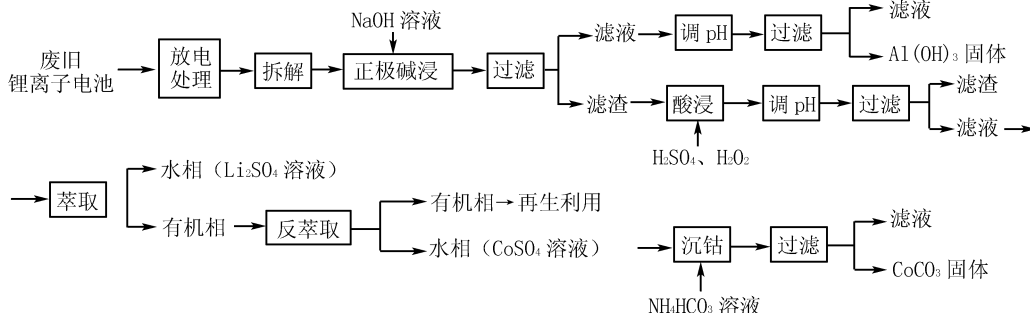 NaOH 溶液
废旧
锂离子电池
放电
处理
拆解
正极碱浸
过滤
滤液
调 pH
过滤
滤液
Al(OH)₃ 固体
滤渣
酸浸
调 pH
过滤
滤渣
滤液
H₂SO₄、H₂O₂
萃取
水相（Li₂SO₄ 溶液）
有机相
反萃取
有机相→再生利用
水相（CoSO₄ 溶液）
沉钴
过滤
滤液
CoCO₃ 固体
NH₄HCO₃ 溶液